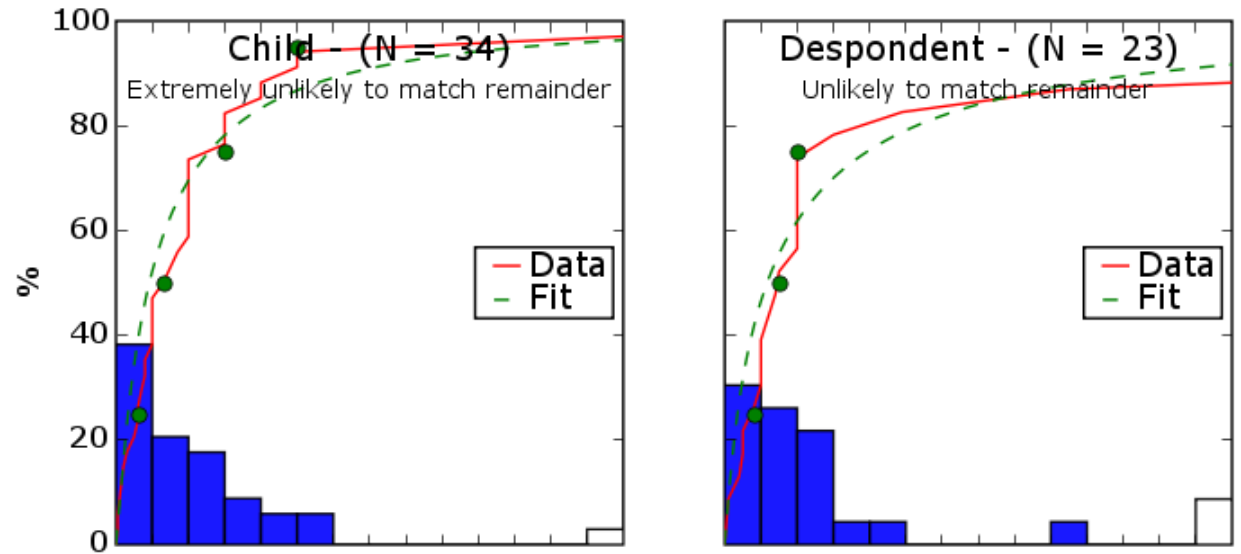 100
80
60
40
20
0
%
Child - (N = 34)
Extremely unlikely to match remainder
Data
Fit
Despondent - (N = 23)
Unlikely to match remainder
Data
Fit